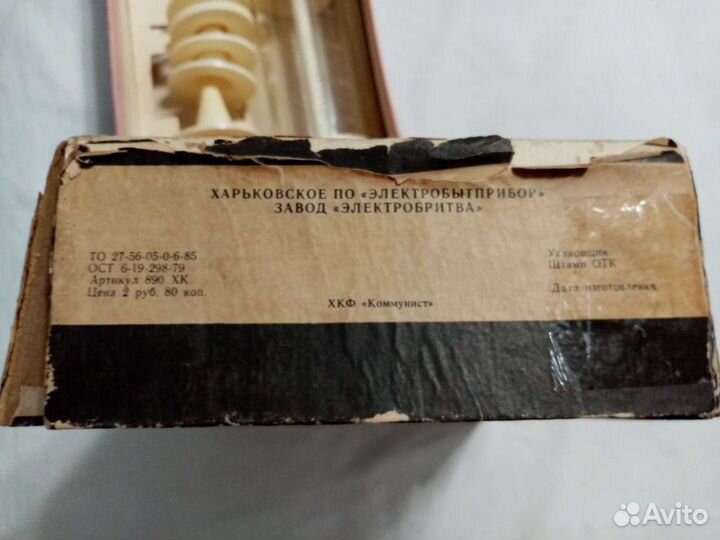 ХАРЬКОВСКОЕ ПО «ЭЛЕКТРОБЫТПРИБОР»
ЗАВОД «ЭЛЕКТРОБРИТВА»
ТО 27-56-05-0-6-85
ОСТ 6-19-298-79
Артикул 890 ХК
Цена 2 руб. 80 коп.
Упаковщик
Штамп ОТК
Дата изготовления
ХКФ «Коммунист»
Avito